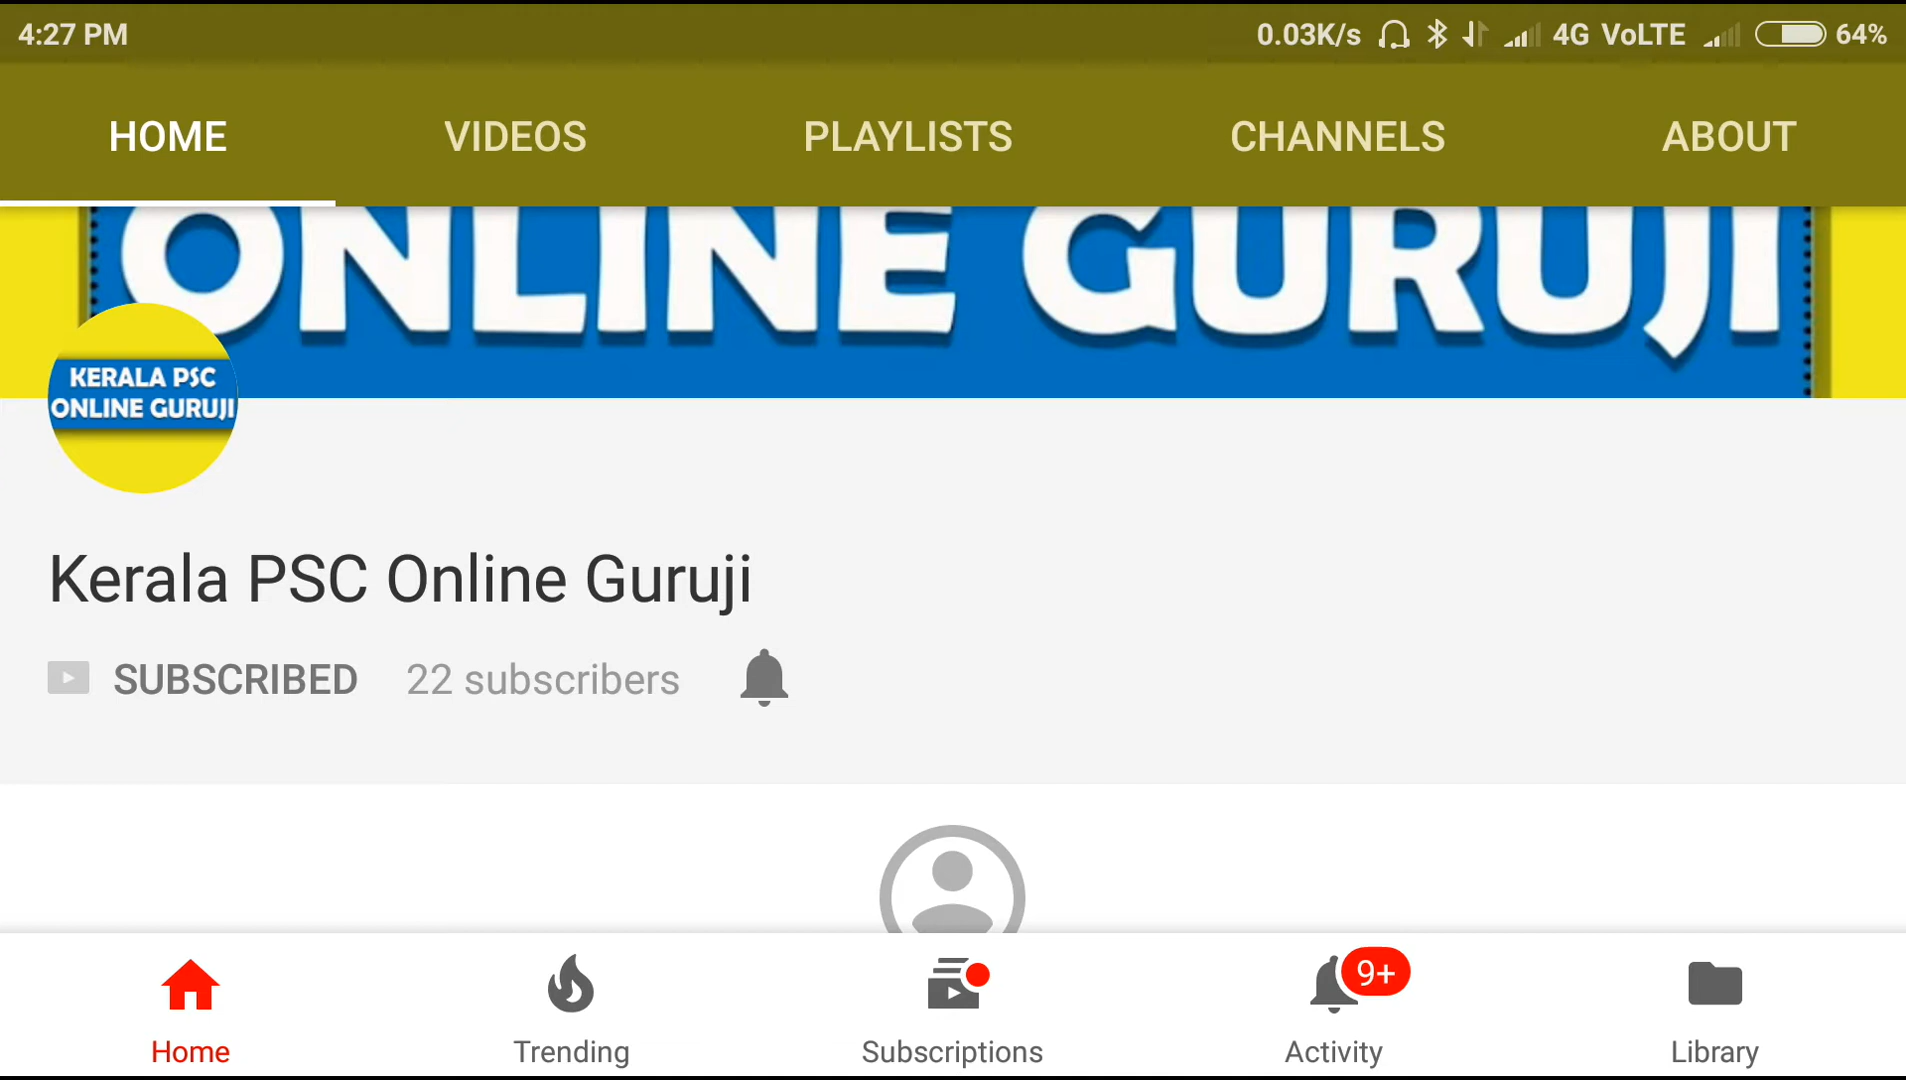 4:27 PM 0.03K/s 4G VoLTE 64%
HOME VIDEOS PLAYLISTS CHANNELS ABOUT
ONLINE GURUJI
KERALA PSC
ONLINE GURUJI
Kerala PSC Online Guruji
SUBSCRIBED 22 subscribers
9+
Home Trending Subscriptions Activity Library